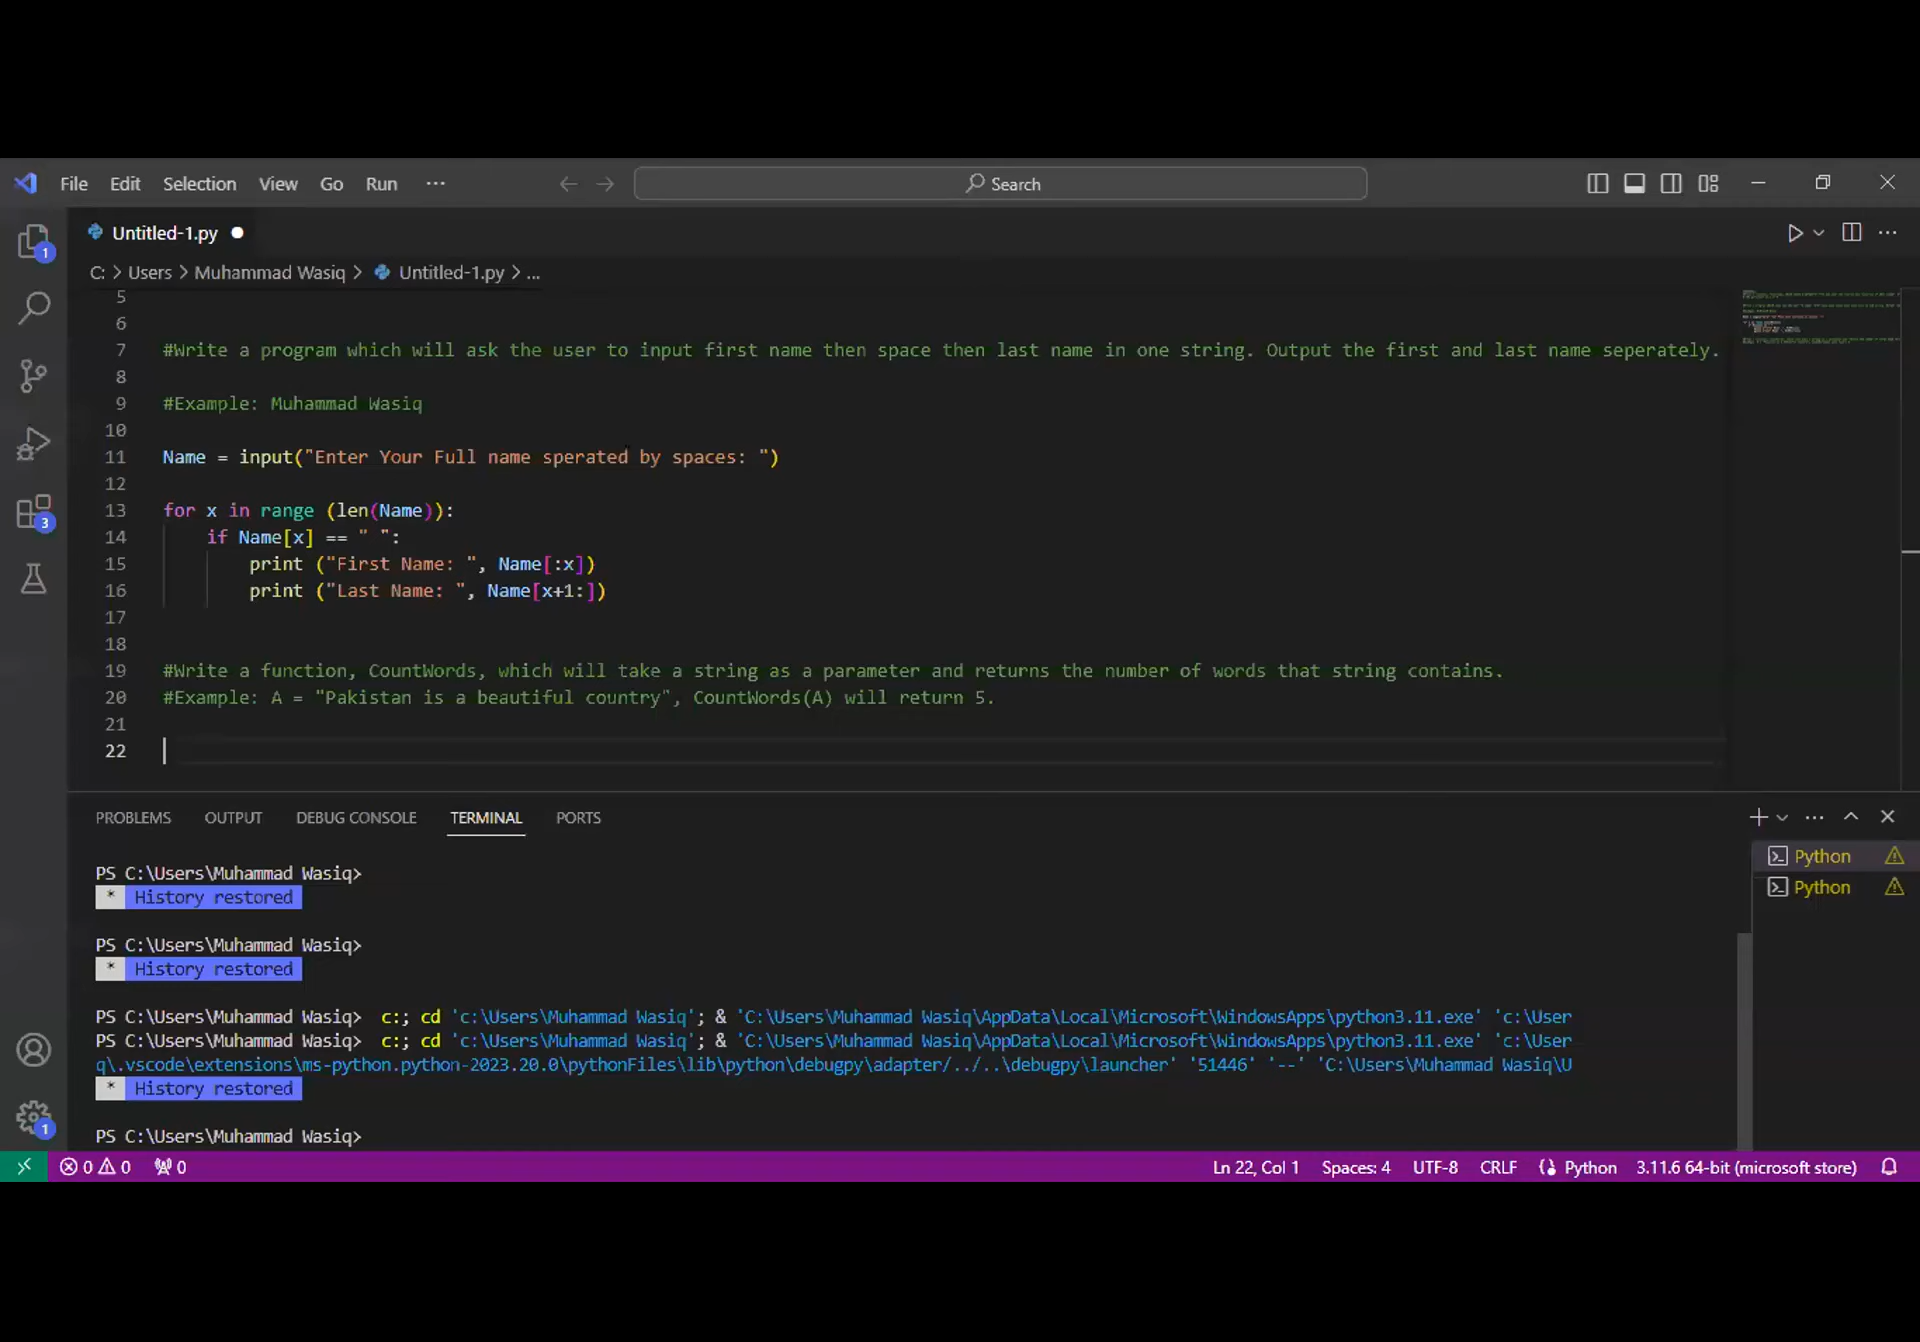 File Edit Selection View Go Run ··· Search
Untitled-1.py
C: > Users > Muhammad Wasiq > Untitled-1.py > ...
5
6
7 #Write a program which will ask the user to input first name then space then last name in one string. Output the first and last name seperately.
8
9 #Example: Muhammad Wasiq
10
11 Name = input("Enter Your Full name sperated by spaces: ")
12
13 for x in range (len(Name)):
14 if Name[x] == " ":
15 print ("First Name: ", Name[:x])
16 print ("Last Name: ", Name[x+1:])
17
18
19 #Write a function, CountWords, which will take a string as a parameter and returns the number of words that string contains.
20 #Example: A = "Pakistan is a beautiful country", CountWords(A) will return 5.
21
22
1
3
1
PROBLEMS OUTPUT DEBUG CONSOLE TERMINAL PORTS
Python
Python
PS C:\Users\Muhammad Wasiq>
* History restored
PS C:\Users\Muhammad Wasiq>
* History restored
PS C:\Users\Muhammad Wasiq> c:; cd 'c:\Users\Muhammad Wasiq'; & 'C:\Users\Muhammad Wasiq\AppData\Local\Microsoft\WindowsApps\python3.11.exe' 'c:\User
PS C:\Users\Muhammad Wasiq> c:; cd 'c:\Users\Muhammad Wasiq'; & 'C:\Users\Muhammad Wasiq\AppData\Local\Microsoft\WindowsApps\python3.11.exe' 'c:\User
q\.vscode\extensions\ms-python.python-2023.20.0\pythonFiles\lib\python\debugpy\adapter/../..\debugpy\launcher' '51446' '--' 'C:\Users\Muhammad Wasiq\U
* History restored
PS C:\Users\Muhammad Wasiq>
0 0 0 Ln 22, Col 1 Spaces: 4 UTF-8 CRLF Python 3.11.6 64-bit (microsoft store)